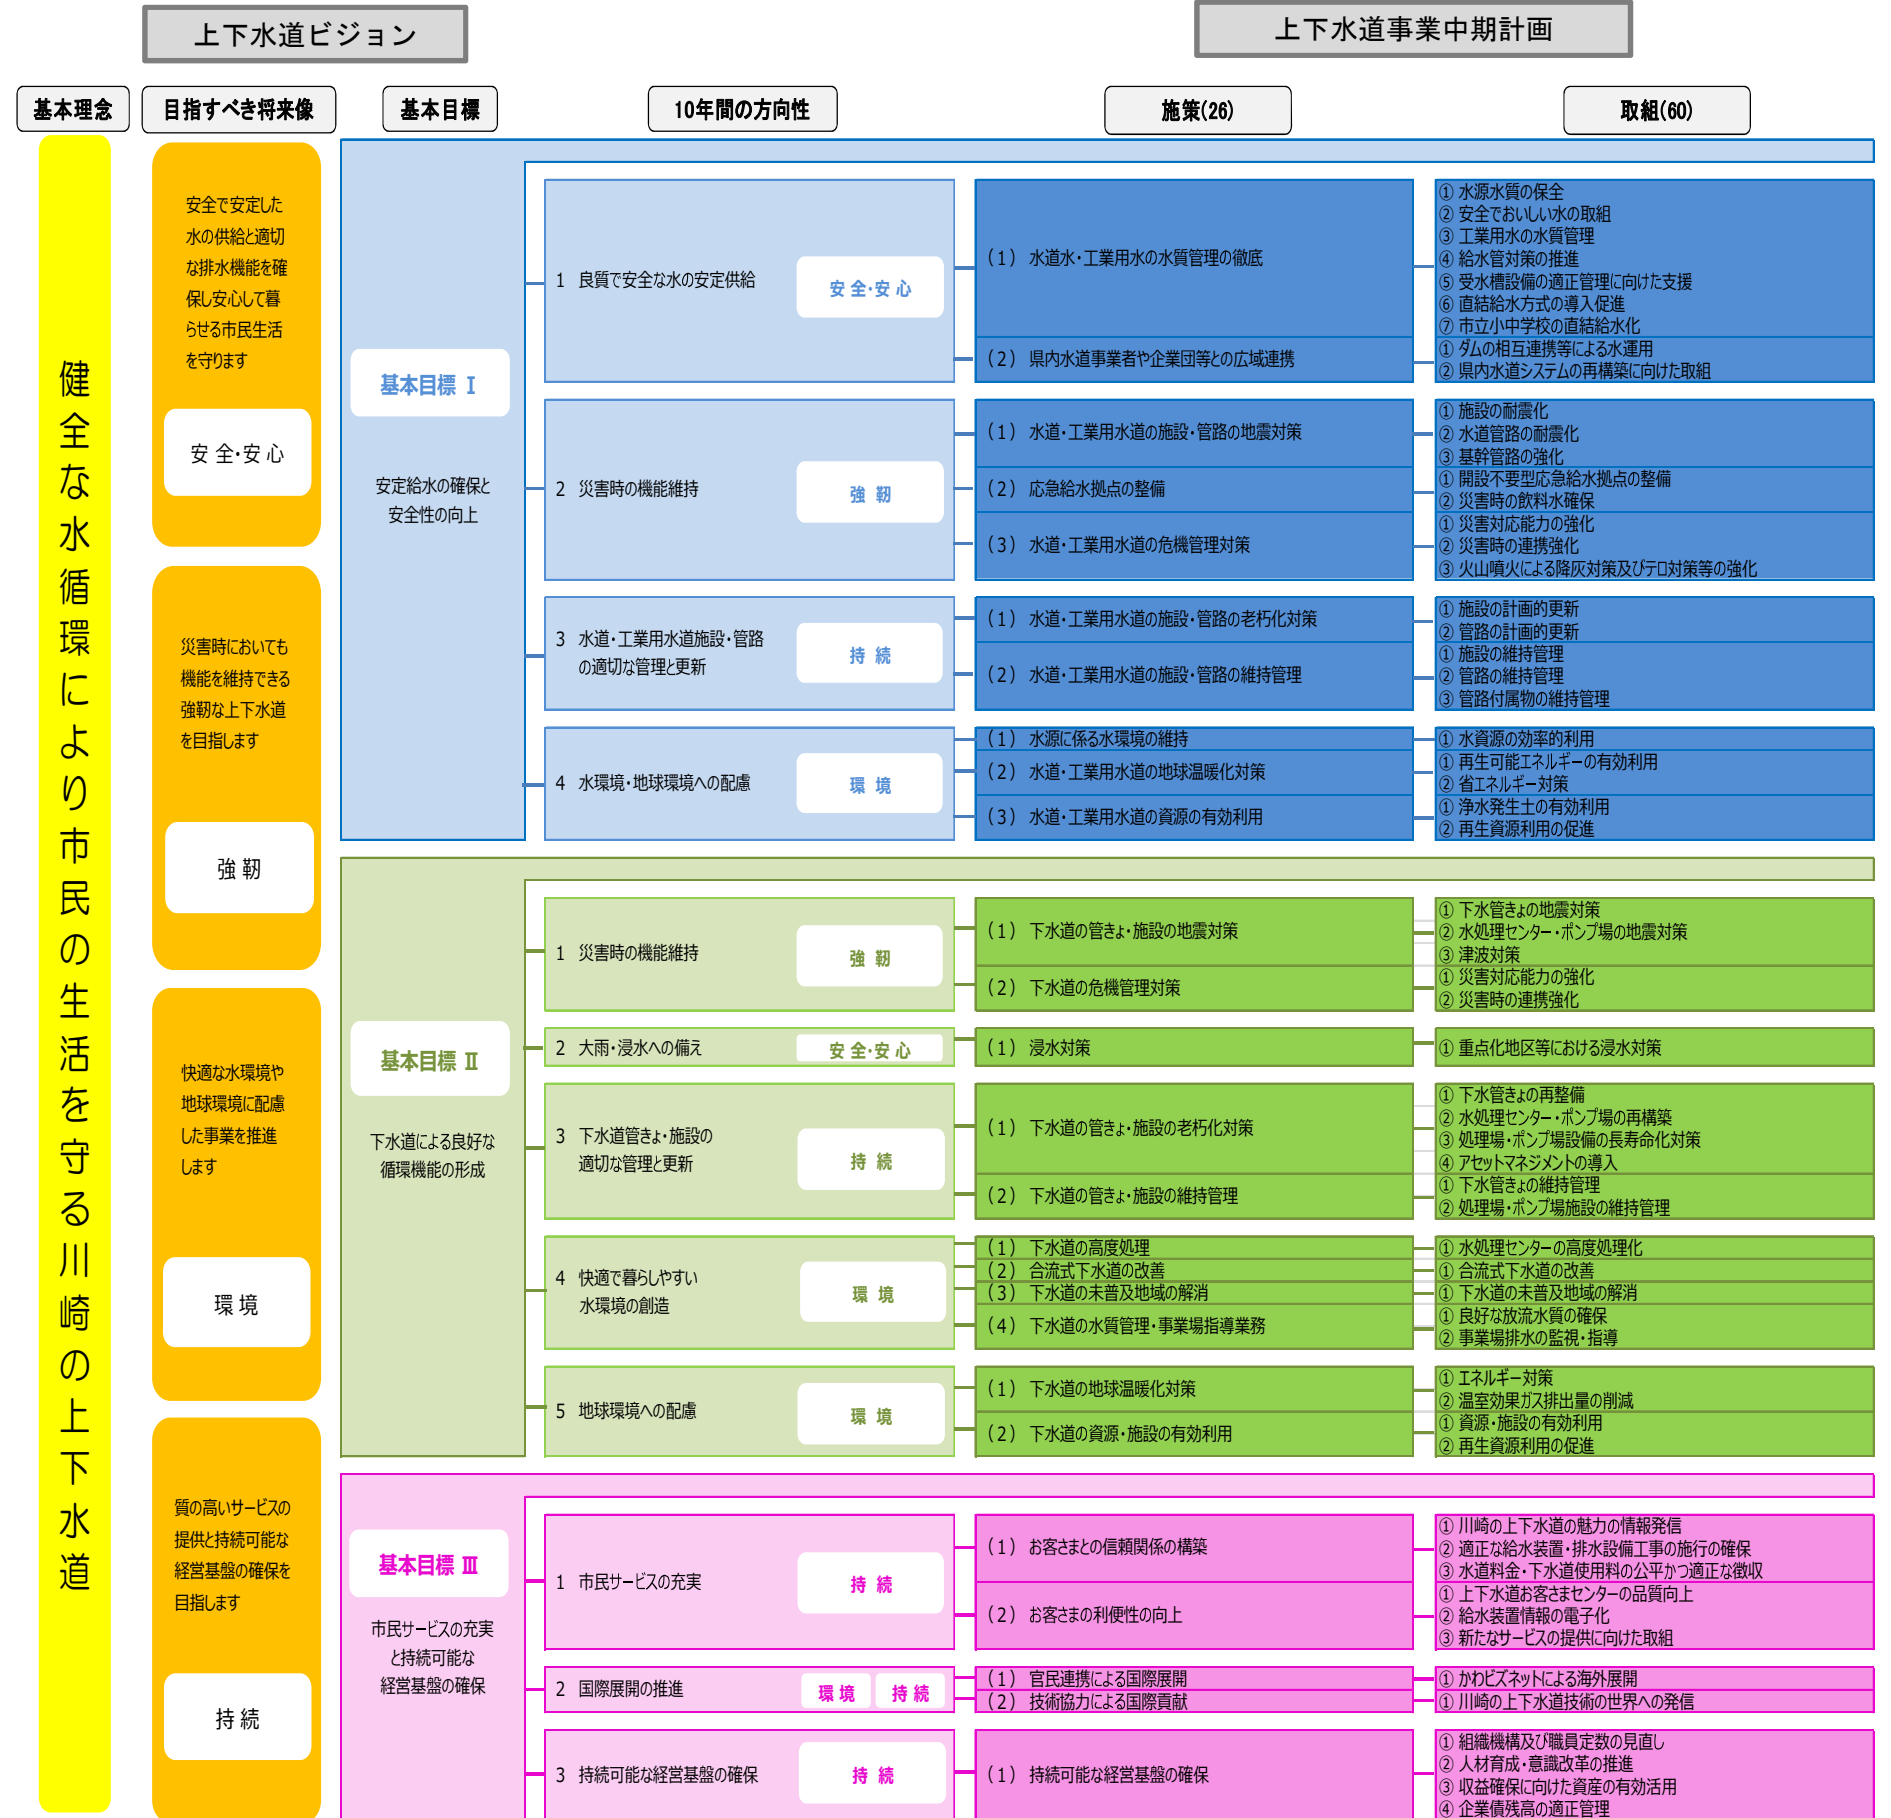 上下水道ビジョン
上下水道事業中期計画
基本理念
目指すべき将来像
基本目標
10年間の方向性
施策(26)
取組(60)
健全な水循環により市民の生活を守る川崎の上下水道
安全で安定した
水の供給と適切
な排水機能を確
保し安心して暮
らせる市民生活
を守ります
安全・安心
災害時においても
機能を維持できる
強靭な上下水道
を目指します
強靭
快適な水環境や
地球環境に配慮
した事業を推進
します
環境
質の高いサービスの
提供と持続可能な
経営基盤の確保を
目指します
持続
基本目標 Ⅰ
安定給水の確保と
安全性の向上
1 良質で安全な水の安定供給
安全・安心
(1) 水道水・工業用水の水質管理の徹底
① 水源水質の保全
② 安全でおいしい水の取組
③ 工業用水の水質管理
④ 給水管対策の推進
⑤ 受水槽設備の適正管理に向けた支援
⑥ 直結給水方式の導入促進
⑦ 市立小中学校の直結給水化
(2) 県内水道事業者や企業団等との広域連携
① ダムの相互連携等による水運用
② 県内水道システムの再構築に向けた取組
2 災害時の機能維持
強靭
(1) 水道・工業用水道の施設・管路の地震対策
① 施設の耐震化
② 水道管路の耐震化
③ 基幹管路の強化
(2) 応急給水拠点の整備
① 開設不要型応急給水拠点の整備
② 災害時の飲料水確保
(3) 水道・工業用水道の危機管理対策
① 災害対応能力の強化
② 災害時の連携強化
③ 火山噴火による降灰対策及びテロ対策等の強化
3 水道・工業用水道施設・管路
の適切な管理と更新
持続
(1) 水道・工業用水道の施設・管路の老朽化対策
① 施設の計画的更新
② 管路の計画的更新
(2) 水道・工業用水道の施設・管路の維持管理
① 施設の維持管理
② 管路の維持管理
③ 管路付属物の維持管理
4 水環境・地球環境への配慮
環境
(1) 水源に係る水環境の維持
① 水資源の効率的利用
(2) 水道・工業用水道の地球温暖化対策
① 再生可能エネルギーの有効利用
② 省エネルギー対策
(3) 水道・工業用水道の資源の有効利用
① 浄水発生土の有効利用
② 再生資源利用の促進
基本目標 Ⅱ
下水道による良好な
循環機能の形成
1 災害時の機能維持
強靭
(1) 下水道の管きょ・施設の地震対策
① 下水管きょの地震対策
② 水処理センター・ポンプ場の地震対策
③ 津波対策
(2) 下水道の危機管理対策
① 災害対応能力の強化
② 災害時の連携強化
2 大雨・浸水への備え
安全・安心
(1) 浸水対策
① 重点化地区等における浸水対策
3 下水道管きょ・施設の
適切な管理と更新
持続
(1) 下水道の管きょ・施設の老朽化対策
① 下水管きょの再整備
② 水処理センター・ポンプ場の再構築
③ 処理場・ポンプ場設備の長寿命化対策
④ アセットマネジメントの導入
(2) 下水道の管きょ・施設の維持管理
① 下水管きょの維持管理
② 処理場・ポンプ場施設の維持管理
4 快適で暮らしやすい
水環境の創造
環境
(1) 下水道の高度処理
① 水処理センターの高度処理化
(2) 合流式下水道の改善
① 合流式下水道の改善
(3) 下水道の未普及地域の解消
① 下水道の未普及地域の解消
(4) 下水道の水質管理・事業場指導業務
① 良好な放流水質の確保
② 事業場排水の監視・指導
5 地球環境への配慮
環境
(1) 下水道の地球温暖化対策
① エネルギー対策
② 温室効果ガス排出量の削減
(2) 下水道の資源・施設の有効利用
① 資源・施設の有効利用
② 再生資源利用の促進
基本目標 Ⅲ
市民サービスの充実
と持続可能な
経営基盤の確保
1 市民サービスの充実
持続
(1) お客さまとの信頼関係の構築
① 川崎の上下水道の魅力の情報発信
② 適正な給水装置・排水設備工事の施行の確保
③ 水道料金・下水道使用料の公平かつ適正な徴収
(2) お客さまの利便性の向上
① 上下水道お客さまセンターの品質向上
② 給水装置情報の電子化
③ 新たなサービスの提供に向けた取組
2 国際展開の推進
環境
持続
(1) 官民連携による国際展開
① かわビズネットによる海外展開
(2) 技術協力による国際貢献
① 川崎の上下水道技術の世界への発信
3 持続可能な経営基盤の確保
持続
(1) 持続可能な経営基盤の確保
① 組織機構及び職員定数の見直し
② 人材育成・意識改革の推進
③ 収益確保に向けた資産の有効活用
④ 企業債残高の適正管理